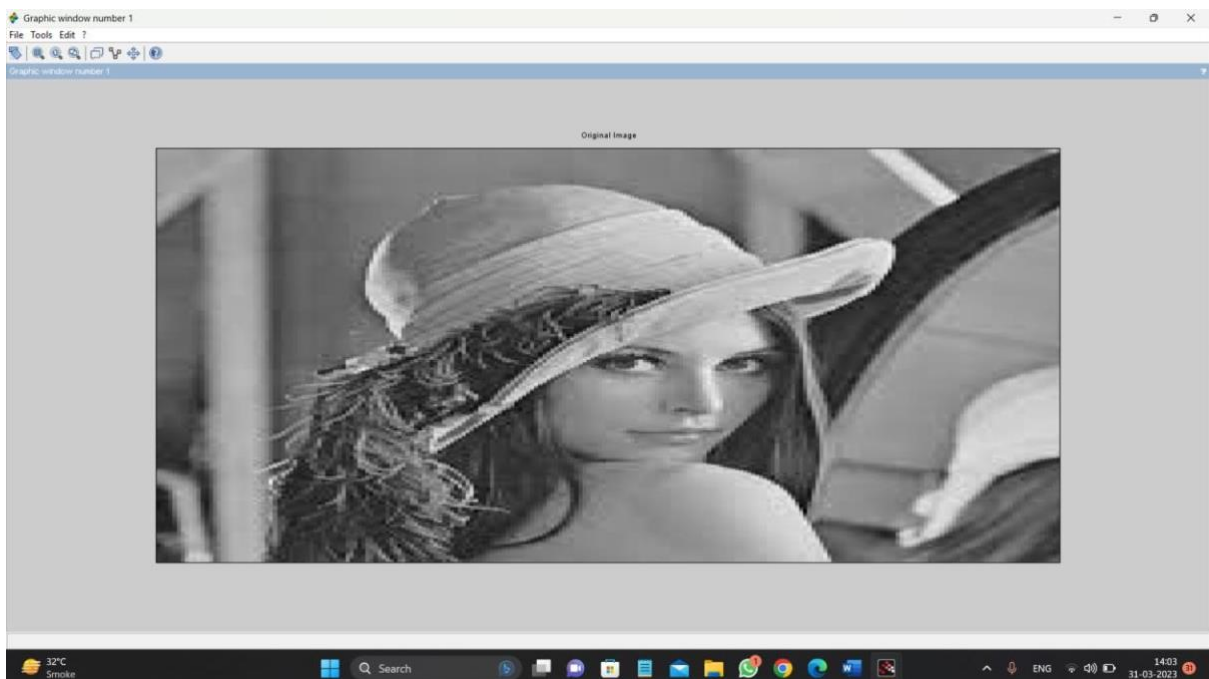 Graphic window number 1
File Tools Edit ?
Graphic window number 1
Original Image
32°C
Smoke
Search
ENG
14:03
31-03-2023
31